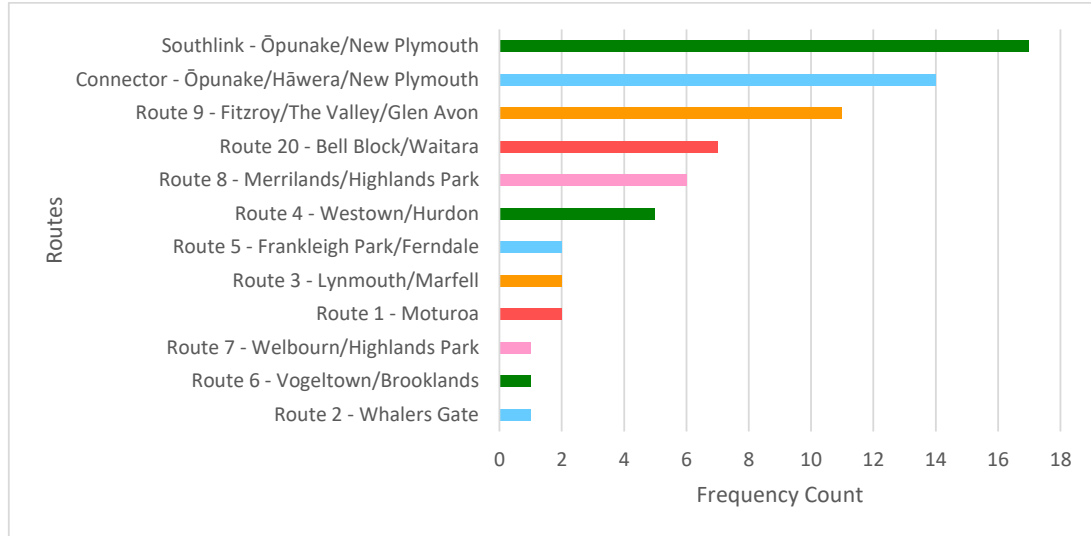 Southlink - Ōpunake/New Plymouth
Connector - Ōpunake/Hāwera/New Plymouth
Route 9 - Fitzroy/The Valley/Glen Avon
Route 20 - Bell Block/Waitara
Route 8 - Merrilands/Highlands Park
Route 4 - Westown/Hurdon
Route 5 - Frankleigh Park/Ferndale
Route 3 - Lynmouth/Marfell
Route 1 - Moturoa
Route 7 - Welbourn/Highlands Park
Route 6 - Vogeltown/Brooklands
Route 2 - Whalers Gate
Routes
0 2 4 6 8 10 12 14 16 18
Frequency Count